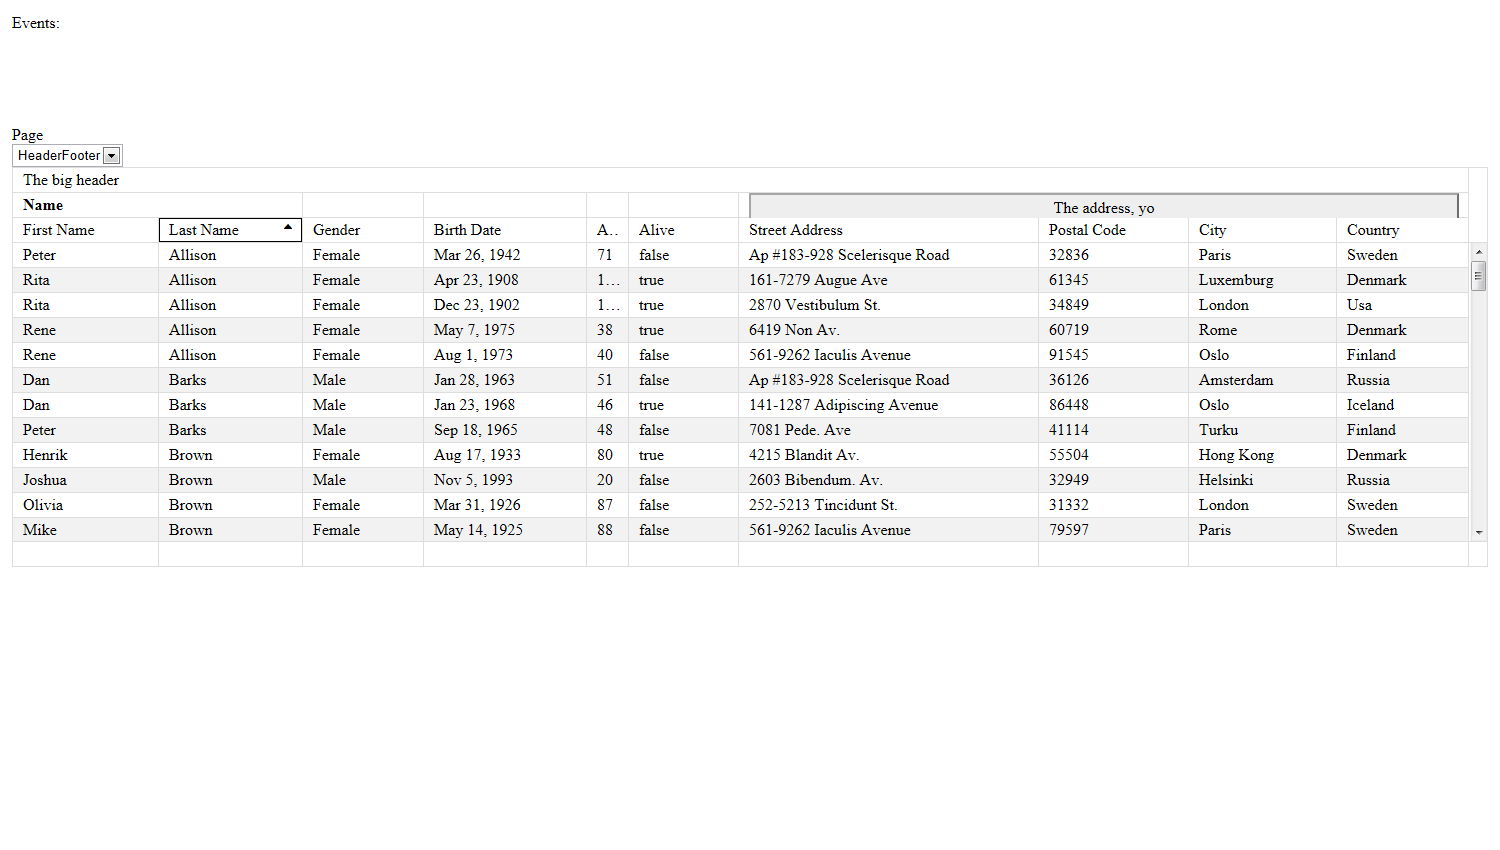 Events:
Page
HeaderFooter
The big header
Name The address, yo
First Name Last Name Gender Birth Date A.. Alive Street Address Postal Code City Country
Peter Allison Female Mar 26, 1942 71 false Ap #183-928 Scelerisque Road 32836 Paris Sweden
Rita Allison Female Apr 23, 1908 1... true 161-7279 Augue Ave 61345 Luxemburg Denmark
Rita Allison Female Dec 23, 1902 1... true 2870 Vestibulum St. 34849 London Usa
Rene Allison Female May 7, 1975 38 true 6419 Non Av. 60719 Rome Denmark
Rene Allison Female Aug 1, 1973 40 false 561-9262 Iaculis Avenue 91545 Oslo Finland
Dan Barks Male Jan 28, 1963 51 false Ap #183-928 Scelerisque Road 36126 Amsterdam Russia
Dan Barks Male Jan 23, 1968 46 true 141-1287 Adipiscing Avenue 86448 Oslo Iceland
Peter Barks Male Sep 18, 1965 48 false 7081 Pede. Ave 41114 Turku Finland
Henrik Brown Female Aug 17, 1933 80 true 4215 Blandit Av. 55504 Hong Kong Denmark
Joshua Brown Male Nov 5, 1993 20 false 2603 Bibendum. Av. 32949 Helsinki Russia
Olivia Brown Female Mar 31, 1926 87 false 252-5213 Tincidunt St. 31332 London Sweden
Mike Brown Female May 14, 1925 88 false 561-9262 Iaculis Avenue 79597 Paris Sweden